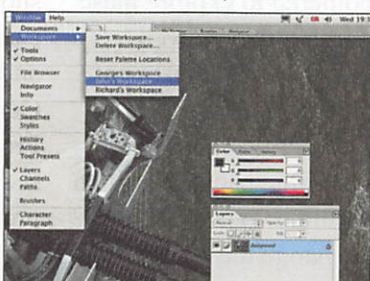 Window Help
Wed 19:
Documents
Workspace
Save Workspace...
Delete Workspace...
Tools
Options
Reset Palette Locations
File Browser
George's Workspace
John's Workspace
Richard's Workspace
Navigator
Info
Color
Swatches
Styles
History
Actions
Tool Presets
Layers
Channels
Paths
Brushes
Character
Paragraph
Color
Layers
Background